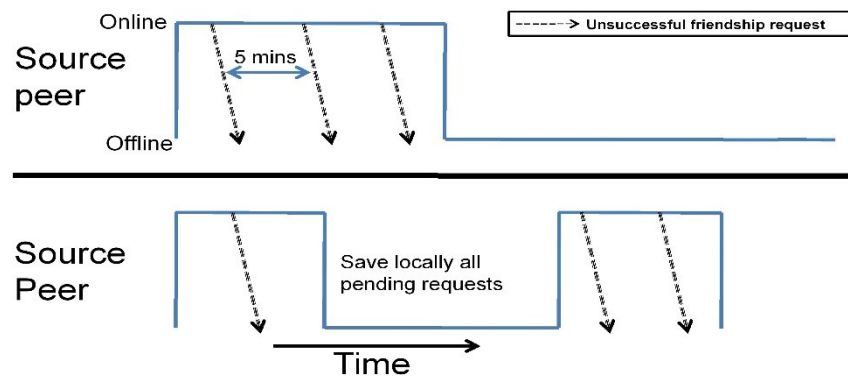 Online
Unsuccessful friendship request
Source
peer
5 mins
Offline
Source
Peer
Save locally all
pending requests
Time